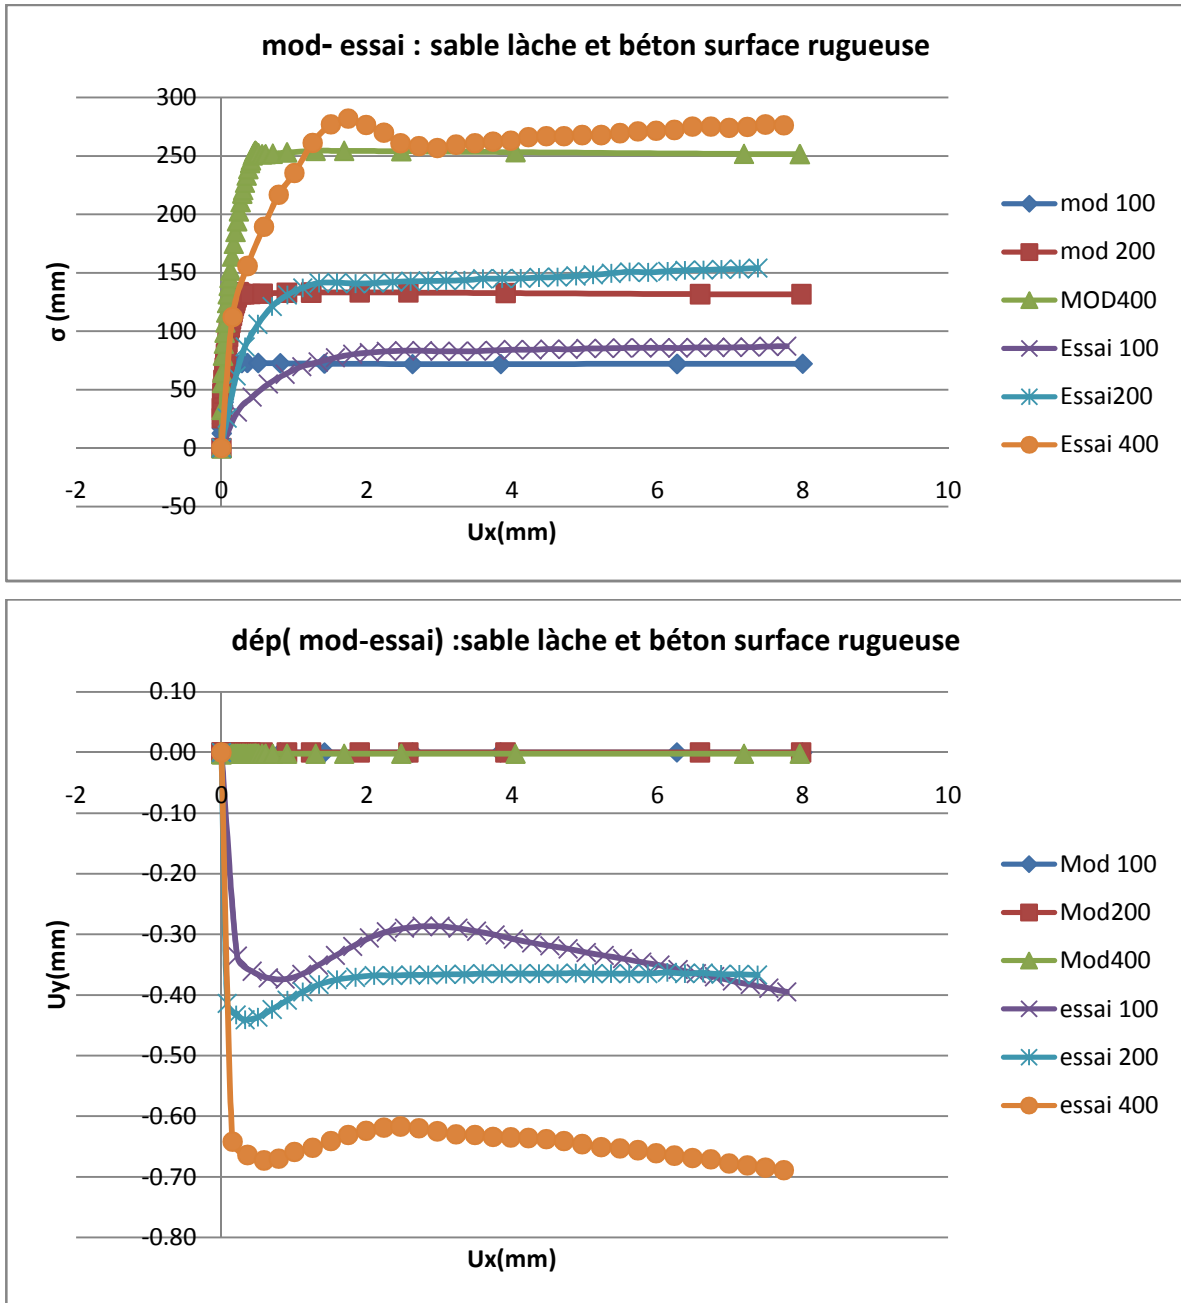 mod- essai : sable làche et béton surface rugueuse
300
250
200
150
100
50
0
-50
-2 0 2 4 6 8 10
σ (mm)
Ux(mm)
mod 100
mod 200
MOD400
Essai 100
Essai200
Essai 400
dép( mod-essai) :sable làche et béton surface rugueuse
0.10
0.00
-0.10
-0.20
-0.30
-0.40
-0.50
-0.60
-0.70
-0.80
-2 0 2 4 6 8 10
Uy(mm)
Ux(mm)
Mod 100
Mod200
Mod400
essai 100
essai 200
essai 400